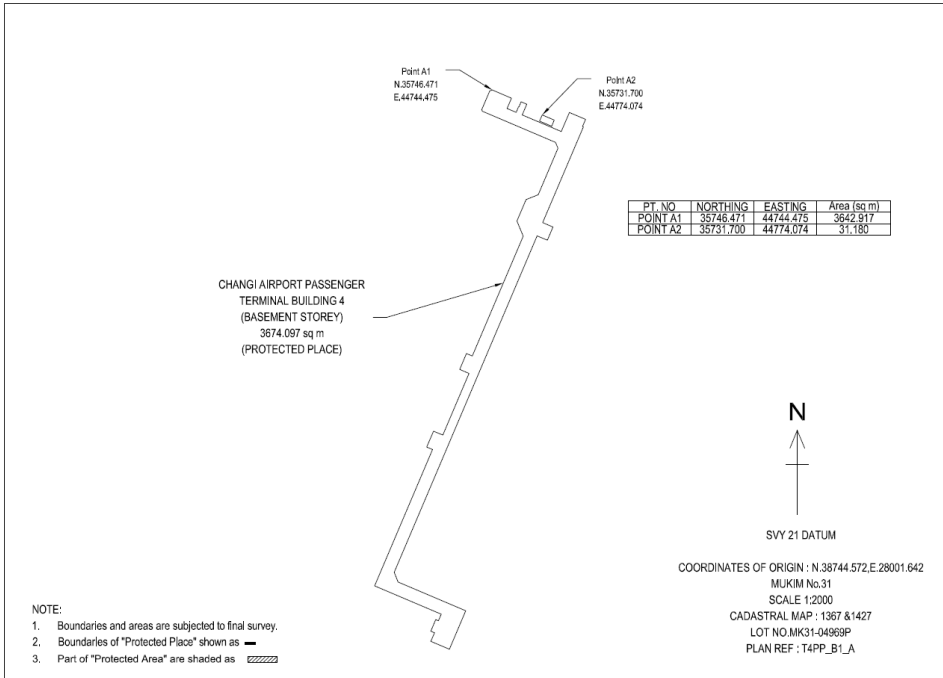 Point A1
N.35746.471
E.44744.475
Point A2
N.35731.700
E.44774.074
PT. NO NORTHING EASTING Area (sq m)
POINT A1 35746.471 44744.475 3642.917
POINT A2 35731.700 44774.074 31.180
CHANGI AIRPORT PASSENGER
TERMINAL BUILDING 4
(BASEMENT STOREY)
3674.097 sq m
(PROTECTED PLACE)
N
SVY 21 DATUM
COORDINATES OF ORIGIN : N.38744.572,E.28001.642
MUKIM No.31
SCALE 1:2000
CADASTRAL MAP : 1367 &1427
LOT NO.MK31-04969P
PLAN REF : T4PP_B1_A
NOTE:
1. Boundaries and areas are subjected to final survey.
2. Boundaries of "Protected Place" shown as
3. Part of "Protected Area" are shaded as